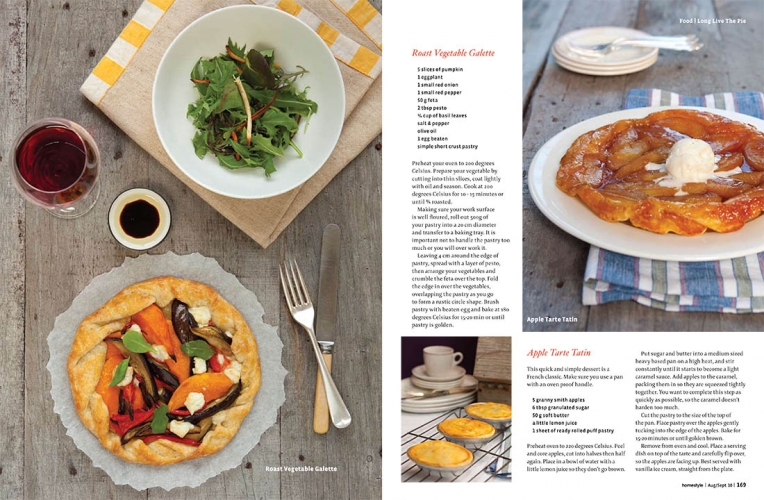 Food | Long Live The Pie
Roast Vegetable Galette
5 slices of pumpkin
1 eggplant
1 small red onion
1 small red pepper
50 g feta
2 tbsp pesto
¼ cup of basil leaves
salt & pepper
olive oil
1 egg beaten
simple short crust pastry
Preheat your oven to 200 degrees
Celsius. Prepare your vegetable by
cutting into thin slices, coat lightly
with oil and season. Cook at 220
degrees Celsius for 10 - 15 minutes or
until ¾ roasted.
Making sure your work surface
is well floured, roll out 500g of
your pastry into a 20 cm diameter
and transfer to a baking tray. It is
important not to handle the pastry too
much or you will over work it.
Leaving 4 cm around the edge of
pastry, spread with a layer of pesto,
then arrange your vegetables and
crumble the feta over the top. Fold
the edge in over the vegetables,
overlapping the pastry as you go
to form a rustic circle shape. Brush
pastry with beaten egg and bake at 180
degrees Celsius for 15-20 min or until
pastry is golden.
Roast Vegetable Galette
Apple Tarte Tatin
Apple Tarte Tatin
This quick and simple dessert is a
French classic. Make sure you use a pan
with an oven proof handle.
5 granny smith apples
6 tbsp granulated sugar
50 g soft butter
a little lemon juice
1 sheet of ready rolled puff pastry
Preheat oven to 220 degrees Celsius. Peel
and core apples, cut into halves then half
again. Place in a bowl of water with a
little lemon juice so they don't go brown.
Put sugar and butter into a medium sized
heavy based pan on a high heat, and stir
constantly until it starts to become a light
caramel sauce. Add apples to the caramel,
packing them in so they are squeezed tightly
together. You want to complete this step as
quickly as possible, so the caramel doesn't
harden too much.
Cut the pastry to the size of the top of
the pan. Place pastry over the apples gently
tucking into the edge of the apples. Bake for
15-20 minutes or until golden brown.
Remove from oven and cool. Place a serving
dish on top of the taste and carefully flip over,
so the apples are facing up. Best served with
vanilla ice cream, straight from the plate.
homestyle | Aug/Sept 10 | 169